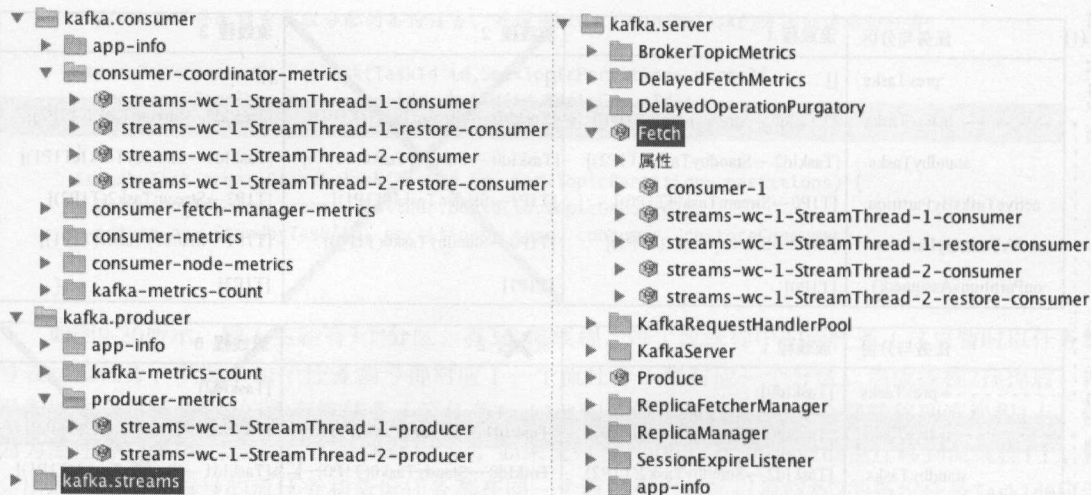 kafka.consumer
app-info
consumer-coordinator-metrics
streams-wc-1-StreamThread-1-consumer
streams-wc-1-StreamThread-1-restore-consumer
streams-wc-1-StreamThread-2-consumer
streams-wc-1-StreamThread-2-restore-consumer
consumer-fetch-manager-metrics
consumer-metrics
consumer-node-metrics
kafka-metrics-count
kafka.producer
app-info
kafka-metrics-count
producer-metrics
streams-wc-1-StreamThread-1-producer
streams-wc-1-StreamThread-2-producer
kafka.streams
kafka.server
BrokerTopicMetrics
DelayedFetchMetrics
DelayedOperationPurgatory
Fetch
属性
consumer-1
streams-wc-1-StreamThread-1-consumer
streams-wc-1-StreamThread-1-restore-consumer
streams-wc-1-StreamThread-2-consumer
streams-wc-1-StreamThread-2-restore-consumer
KafkaRequestHandlerPool
KafkaServer
Produce
ReplicaFetcherManager
ReplicaManager
SessionExpireListener
app-info